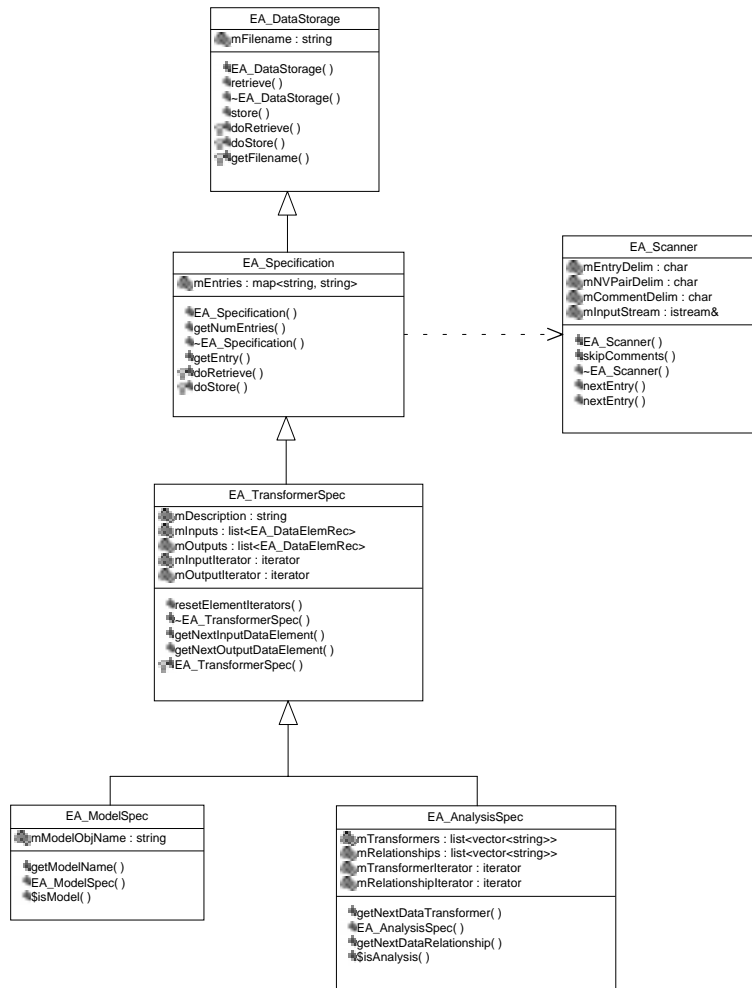 EA_DataStorage
mFilename : string
EA_DataStorage( )
retrieve( )
~EA_DataStorage( )
store( )
doRetrieve( )
doStore( )
getFilename( )
EA_Specification
mEntries : map<string, string>
EA_Specification( )
getNumEntries( )
~EA_Specification( )
getEntry( )
doRetrieve( )
doStore( )
EA_Scanner
mEntryDelim : char
mNVPairDelim : char
mCommentDelim : char
mInputStream : istream&
EA_Scanner( )
skipComments( )
~EA_Scanner( )
nextEntry( )
nextEntry( )
EA_TransformerSpec
mDescription : string
mInputs : list<EA_DataElemRec>
mOutputs : list<EA_DataElemRec>
mInputIterator : iterator
mOutputIterator : iterator
resetElementIterators( )
~EA_TransformerSpec( )
getNextInputDataElement( )
getNextOutputDataElement( )
EA_TransformerSpec( )
EA_ModelSpec
mModelObjName : string
getModelName( )
EA_ModelSpec( )
$isModel( )
EA_AnalysisSpec
mTransformers : list<vector<string>>
mRelationships : list<vector<string>>
mTransformerIterator : iterator
mRelationshipIterator : iterator
getNextDataTransformer( )
EA_AnalysisSpec( )
getNextDataRelationship( )
$isAnalysis( )